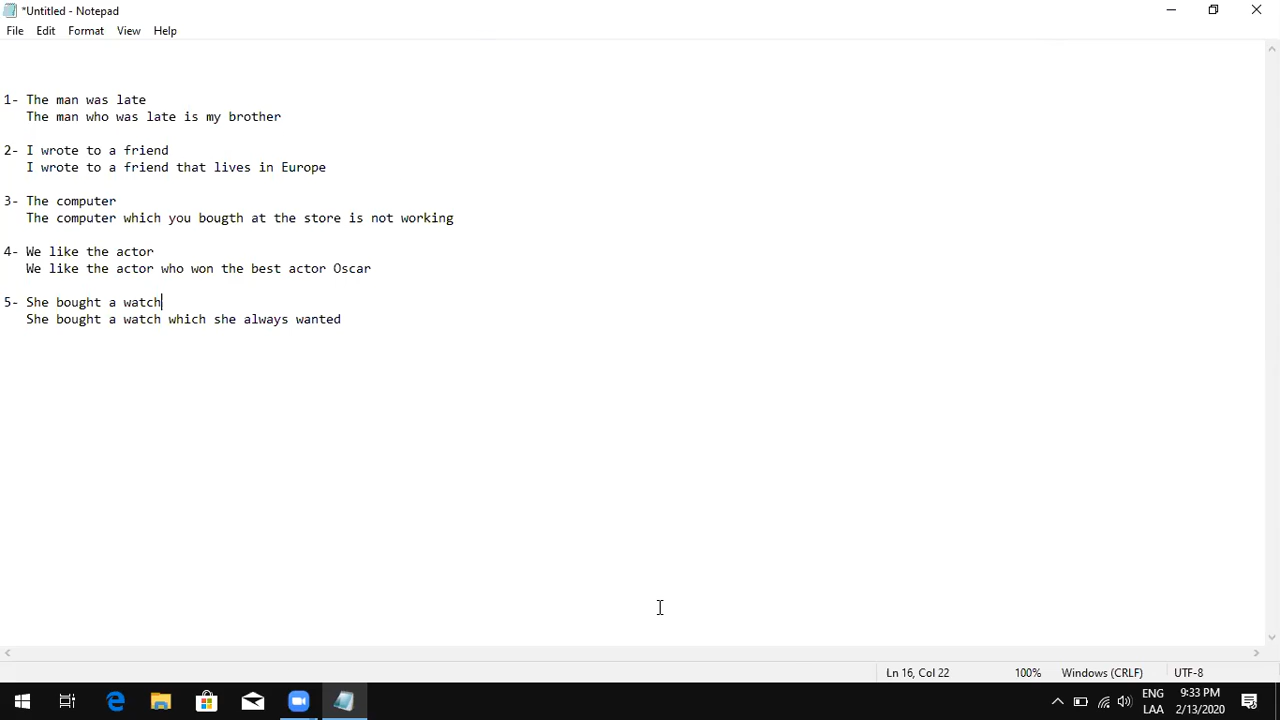 *Untitled - Notepad
File Edit Format View Help
1- The man was late
The man who was late is my brother
2- I wrote to a friend
I wrote to a friend that lives in Europe
3- The computer
The computer which you bougth at the store is not working
4- We like the actor
We like the actor who won the best actor Oscar
5- She bought a watch
She bought a watch which she always wanted
Ln 16, Col 22 100% Windows (CRLF) UTF-8
ENG 9:33 PM
LAA 2/13/2020